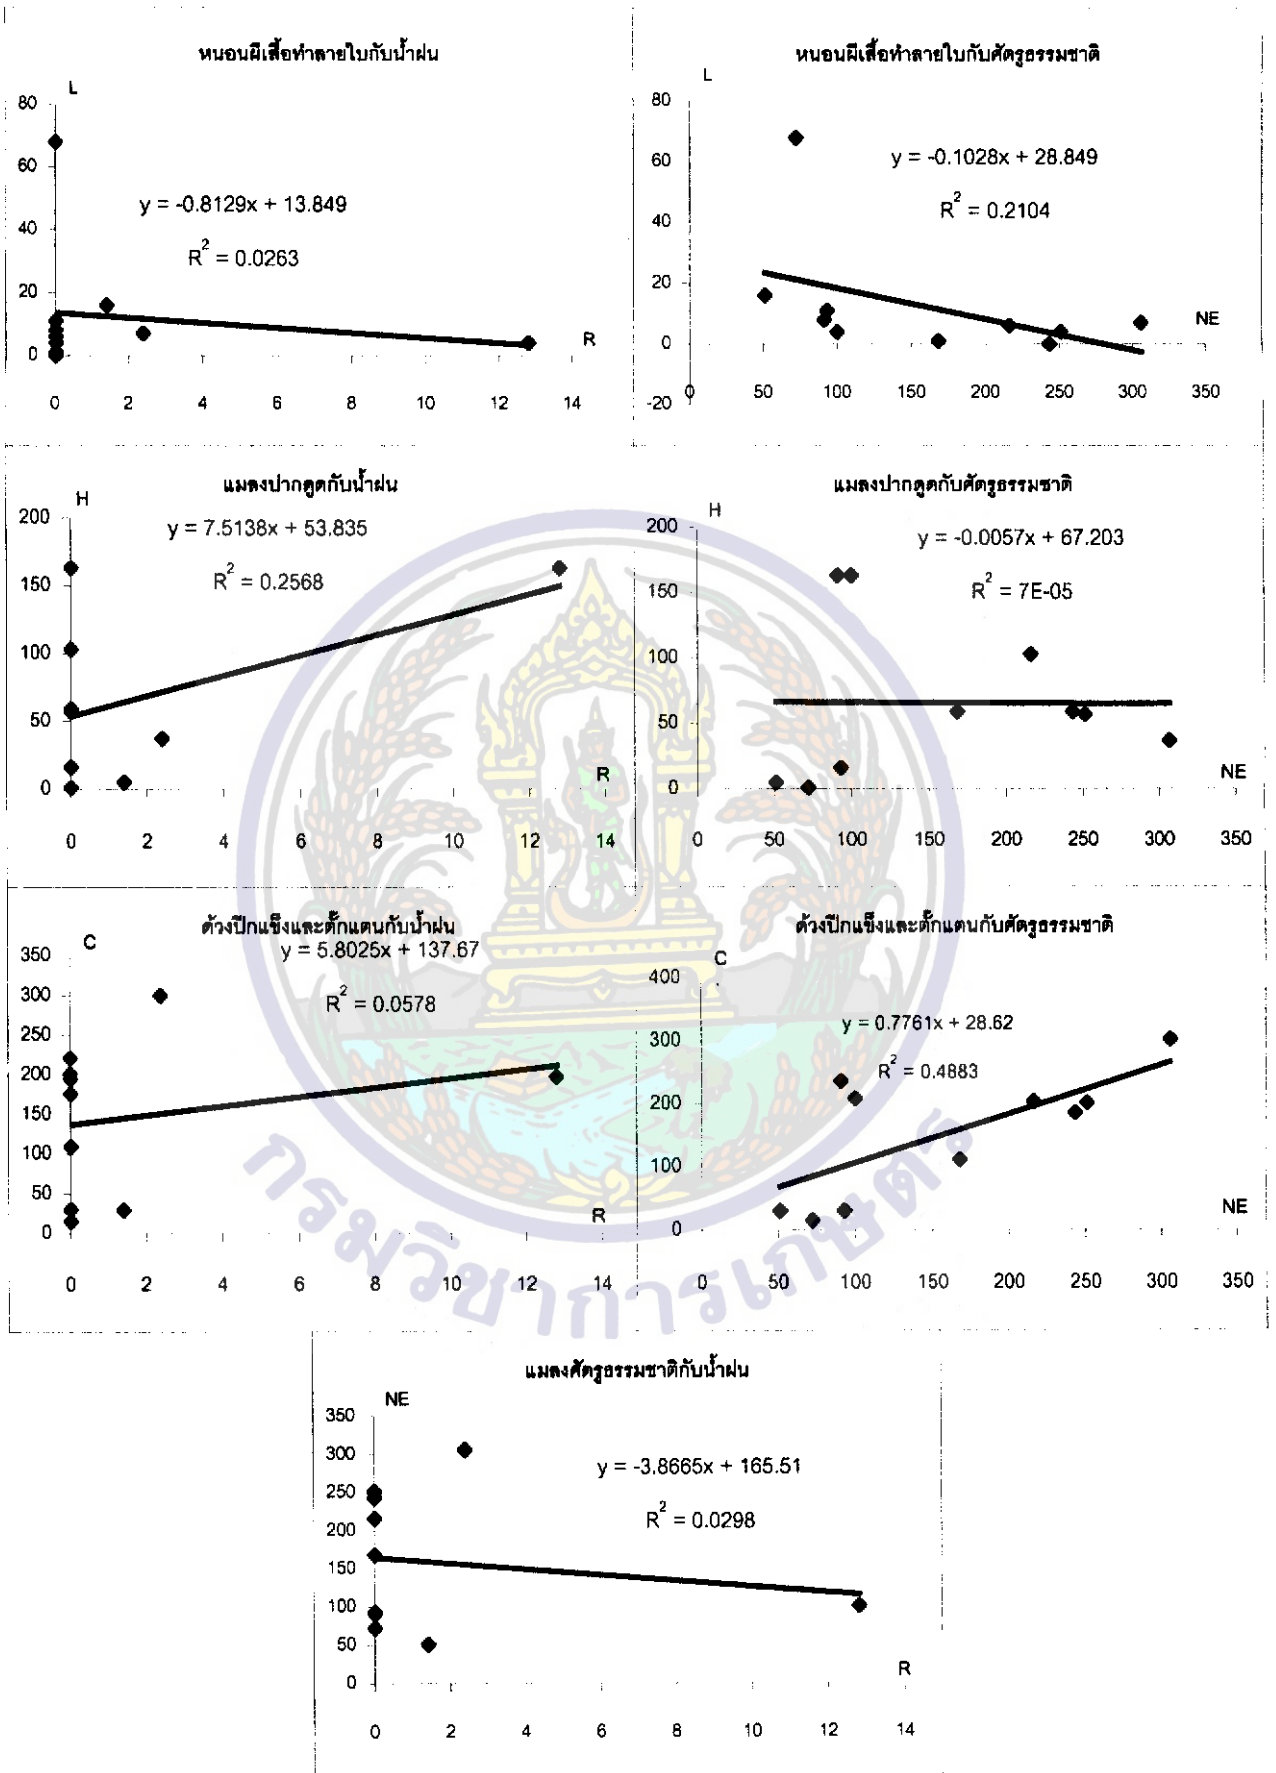 หนอนผีเสื้อทำลายใบกับน้ำฝน
L
80
60
40
20
0
y = -0.8129x + 13.849
R² = 0.0263
R
0 2 4 6 8 10 12 14
หนอนผีเสื้อทำลายใบกับศัตรูธรรมชาติ
L
80
60
40
20
0
-20
y = -0.1028x + 28.849
R² = 0.2104
NE
0 50 100 150 200 250 300 350
แมลงปากดูดกับน้ำฝน
H
200
150
100
50
0
y = 7.5138x + 53.835
R² = 0.2568
R
0 2 4 6 8 10 12 14
แมลงปากดูดกับศัตรูธรรมชาติ
H
200
150
100
50
0
y = -0.0057x + 67.203
R² = 7E-05
NE
0 50 100 150 200 250 300 350
ด้วงปีกแข็งและตั๊กแตนกับน้ำฝน
C
350
300
250
200
150
100
50
0
y = 5.8025x + 137.67
R² = 0.0578
R
0 2 4 6 8 10 12 14
ด้วงปีกแข็งและตั๊กแตนกับศัตรูธรรมชาติ
C
400
300
200
100
0
y = 0.7761x + 28.62
R² = 0.4883
NE
0 50 100 150 200 250 300 350
แมลงศัตรูธรรมชาติกับน้ำฝน
NE
350
300
250
200
150
100
50
0
y = -3.8665x + 165.51
R² = 0.0298
R
0 2 4 6 8 10 12 14
กรมวิชาการเกษตร